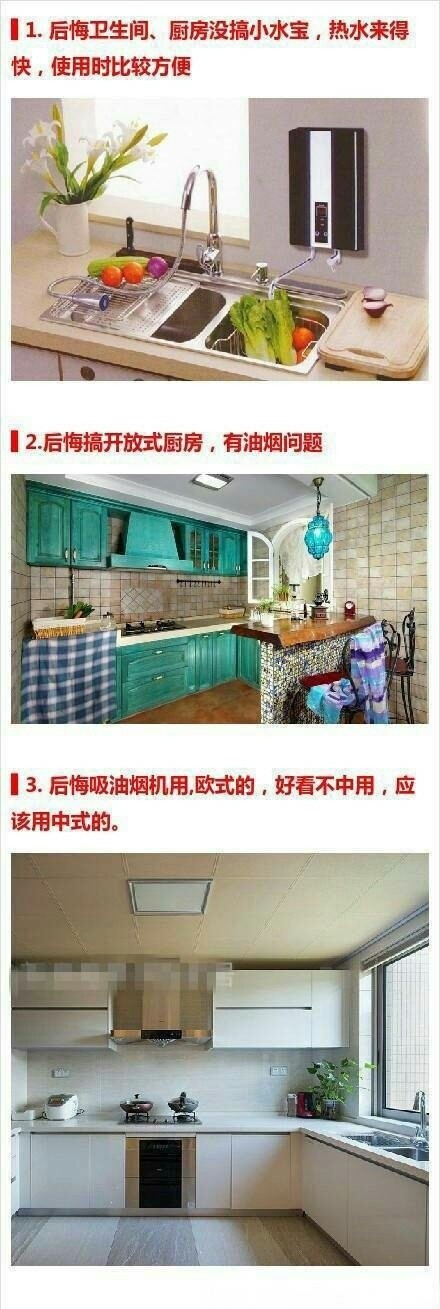 1. 后悔卫生间、厨房没搞小水宝，热水来得
快，使用时比较方便
2.后悔搞开放式厨房，有油烟问题
3. 后悔吸油烟机用,欧式的，好看不中用，应
该用中式的。